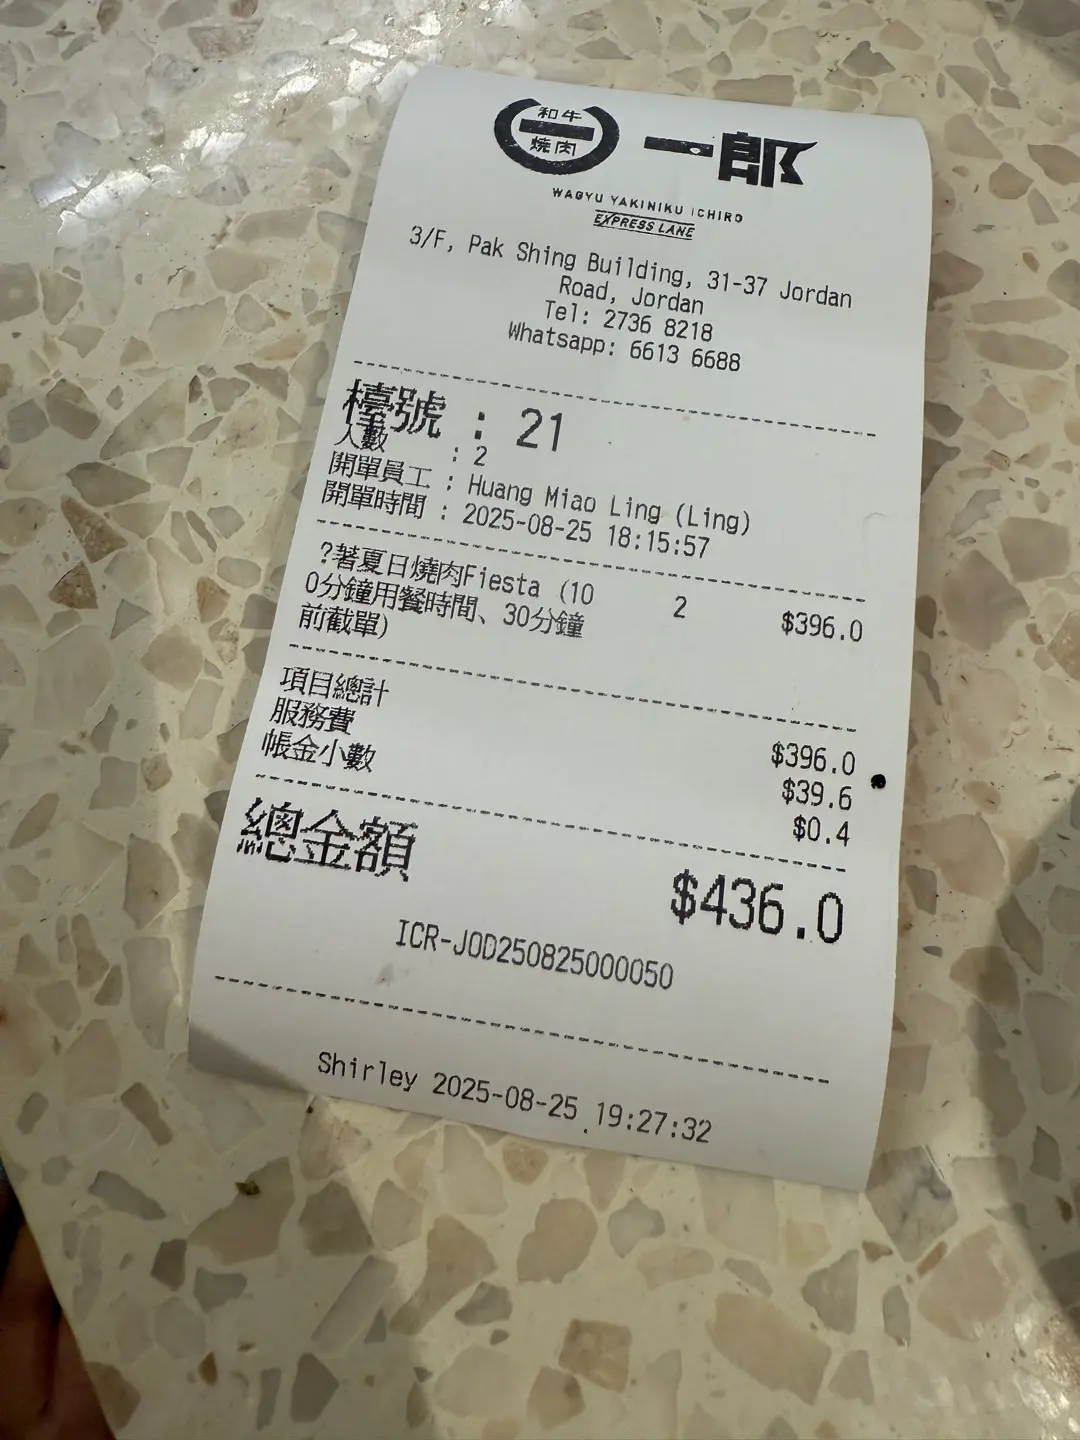 和牛
燒肉
一郎
WAGYU YAKINIKU ICHIRO
EXPRESS LANE
3/F, Pak Shing Building, 31-37 Jordan
Road, Jordan
Tel: 2736 8218
Whatsapp: 6613 6688
檯號 : 21
人數 : 2
開單員工 : Huang Miao Ling (Ling)
開單時間 : 2025-08-25 18:15:57
?著夏日燒肉Fiesta (10 2 $396.0
0分鐘用餐時間、30分鐘
前截單)
項目總計 $396.0
服務費 $39.6
帳金小數 $0.4
總金額 $436.0
ICR-JOD250825000050
Shirley 2025-08-25 19:27:32